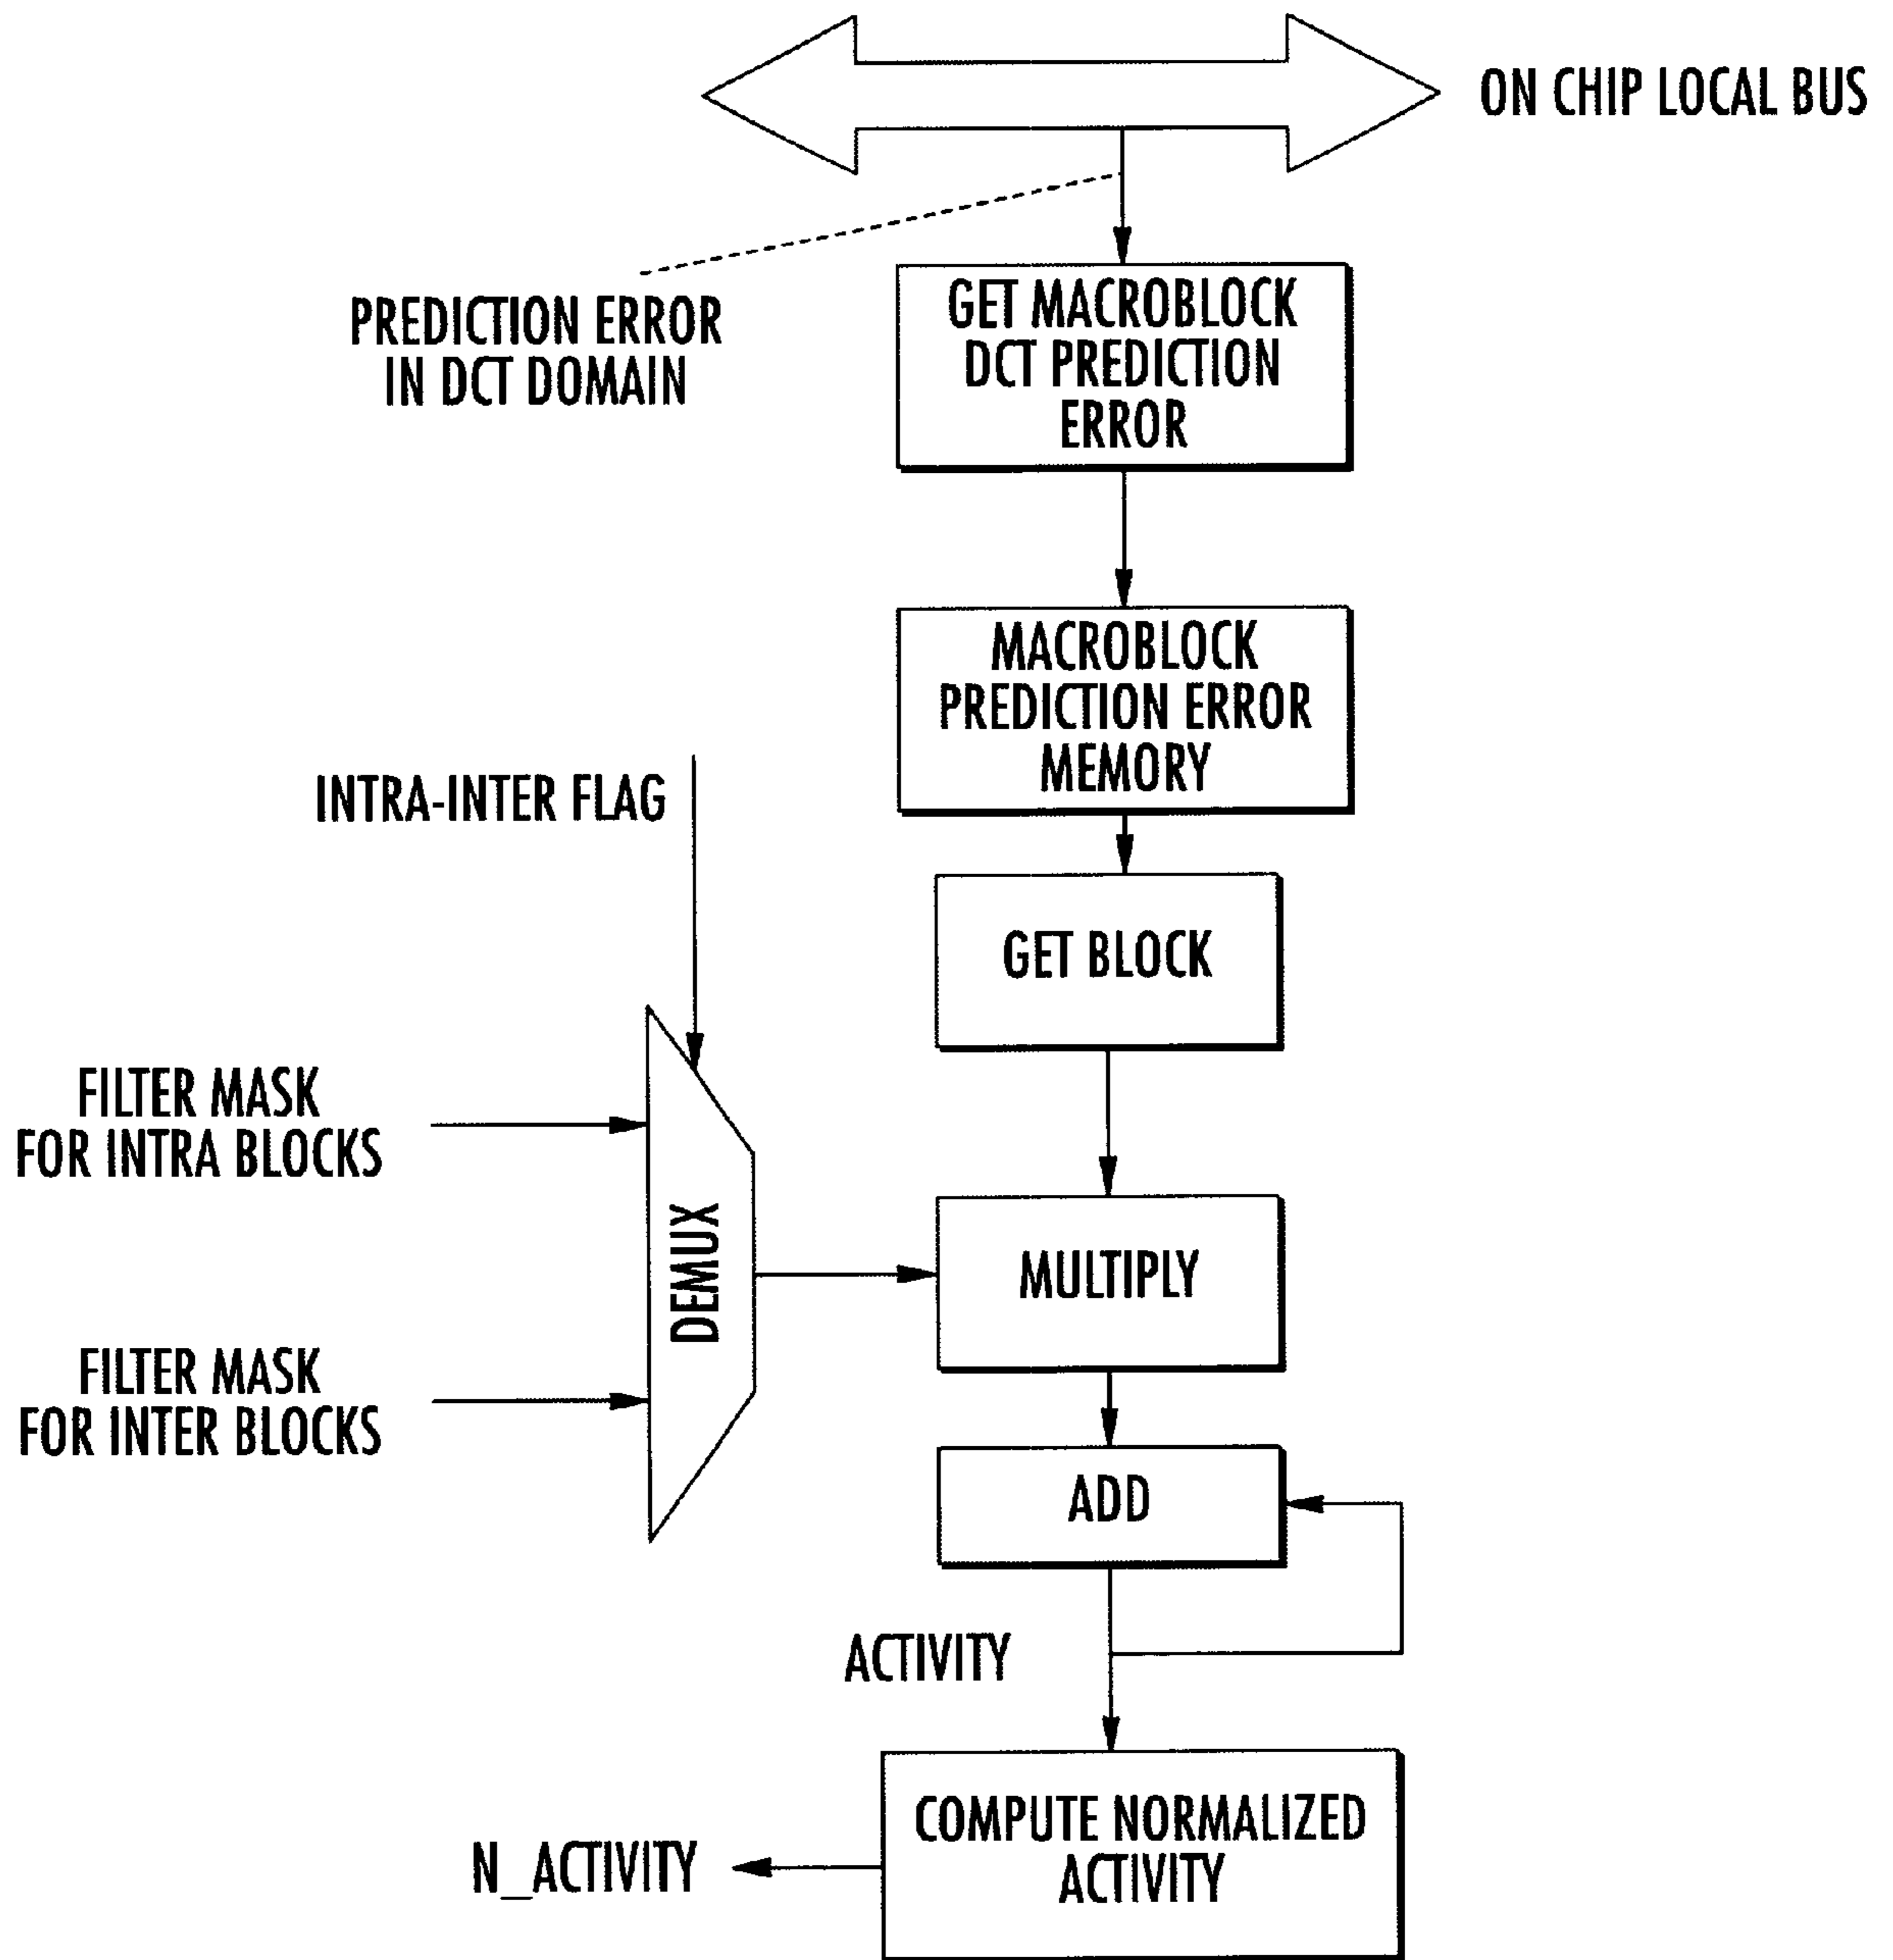 ON CHIP LOCAL BUS
PREDICTION ERROR
IN DCT DOMAIN
GET MACROBLOCK
DCT PREDICTION
ERROR
MACROBLOCK
PREDICTION ERROR
MEMORY
INTRA-INTER FLAG
GET BLOCK
FILTER MASK
FOR INTRA BLOCKS
DEMUX
MULTIPLY
FILTER MASK
FOR INTER BLOCKS
ADD
ACTIVITY
COMPUTE NORMALIZED
ACTIVITY
N_ACTIVITY